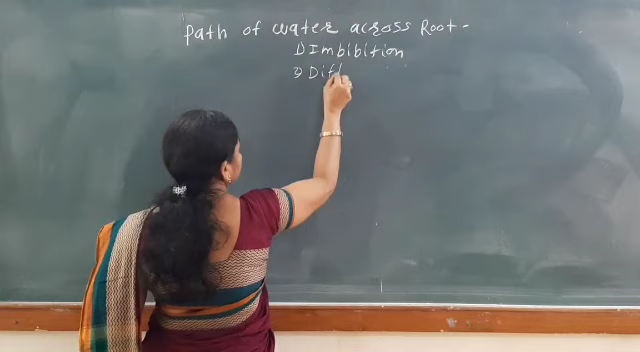 Path of water across Root-
1) Imbibition
2) Diff